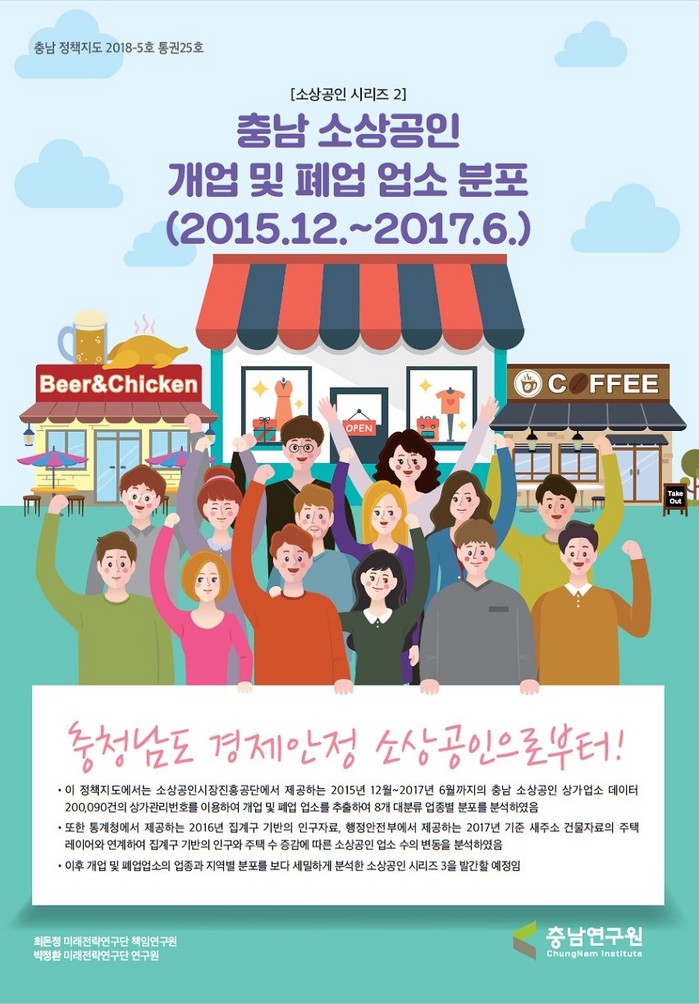 충남 정책지도 2018-5호 통권25호
[소상공인 시리즈 2]
충남 소상공인
개업 및 폐업 업소 분포
(2015.12.~2017.6.)
Beer&Chicken
OPEN
COFFEE
Take
Out
충청남도 경제안정 소상공인으로부터!
• 이 정책지도에서는 소상공인시장진흥공단에서 제공하는 2015년 12월~2017년 6월까지의 충남 소상공인 상가업소 데이터
200,090건의 상가관리번호를 이용하여 개업 및 폐업 업소를 추출하여 8개 대분류 업종별 분포를 분석하였음
• 또한 통계청에서 제공하는 2016년 집계구 기반의 인구자료, 행정안전부에서 제공하는 2017년 기준 새주소 건물자료의 주택
레이어와 연계하여 집계구 기반의 인구와 주택 수 증감에 따른 소상공인 업소 수의 변동을 분석하였음
• 이후 개업 및 폐업업소의 업종과 지역별 분포를 보다 세밀하게 분석한 소상공인 시리즈 3을 발간할 예정임
최돈정 미래전략연구단 책임연구원
박정환 미래전략연구단 연구원
충남연구원
ChungNam Institute